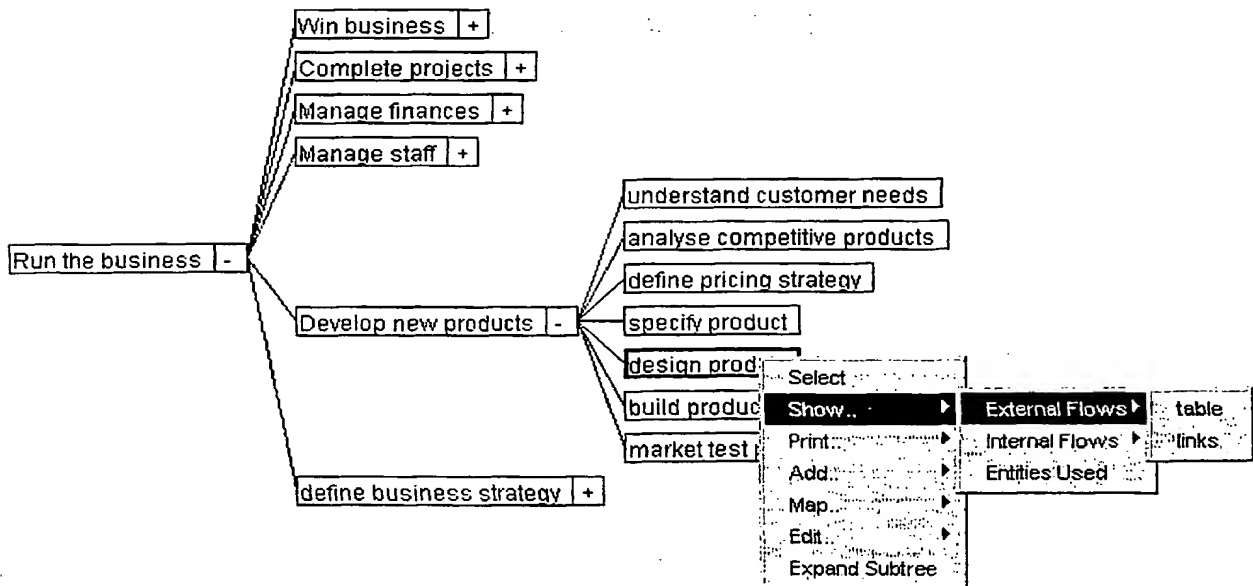 Win business +
Complete projects +
Manage finances +
Manage staff +
Run the business -
Develop new products -
understand customer needs
analyse competitive products
define pricing strategy
specify product
design prod
build produc
market test
define business strategy +
Select
Show..
Print..
Add..
Map..
Edit..
Expand Subtree
External Flows
Internal Flows
Entities Used
table
links